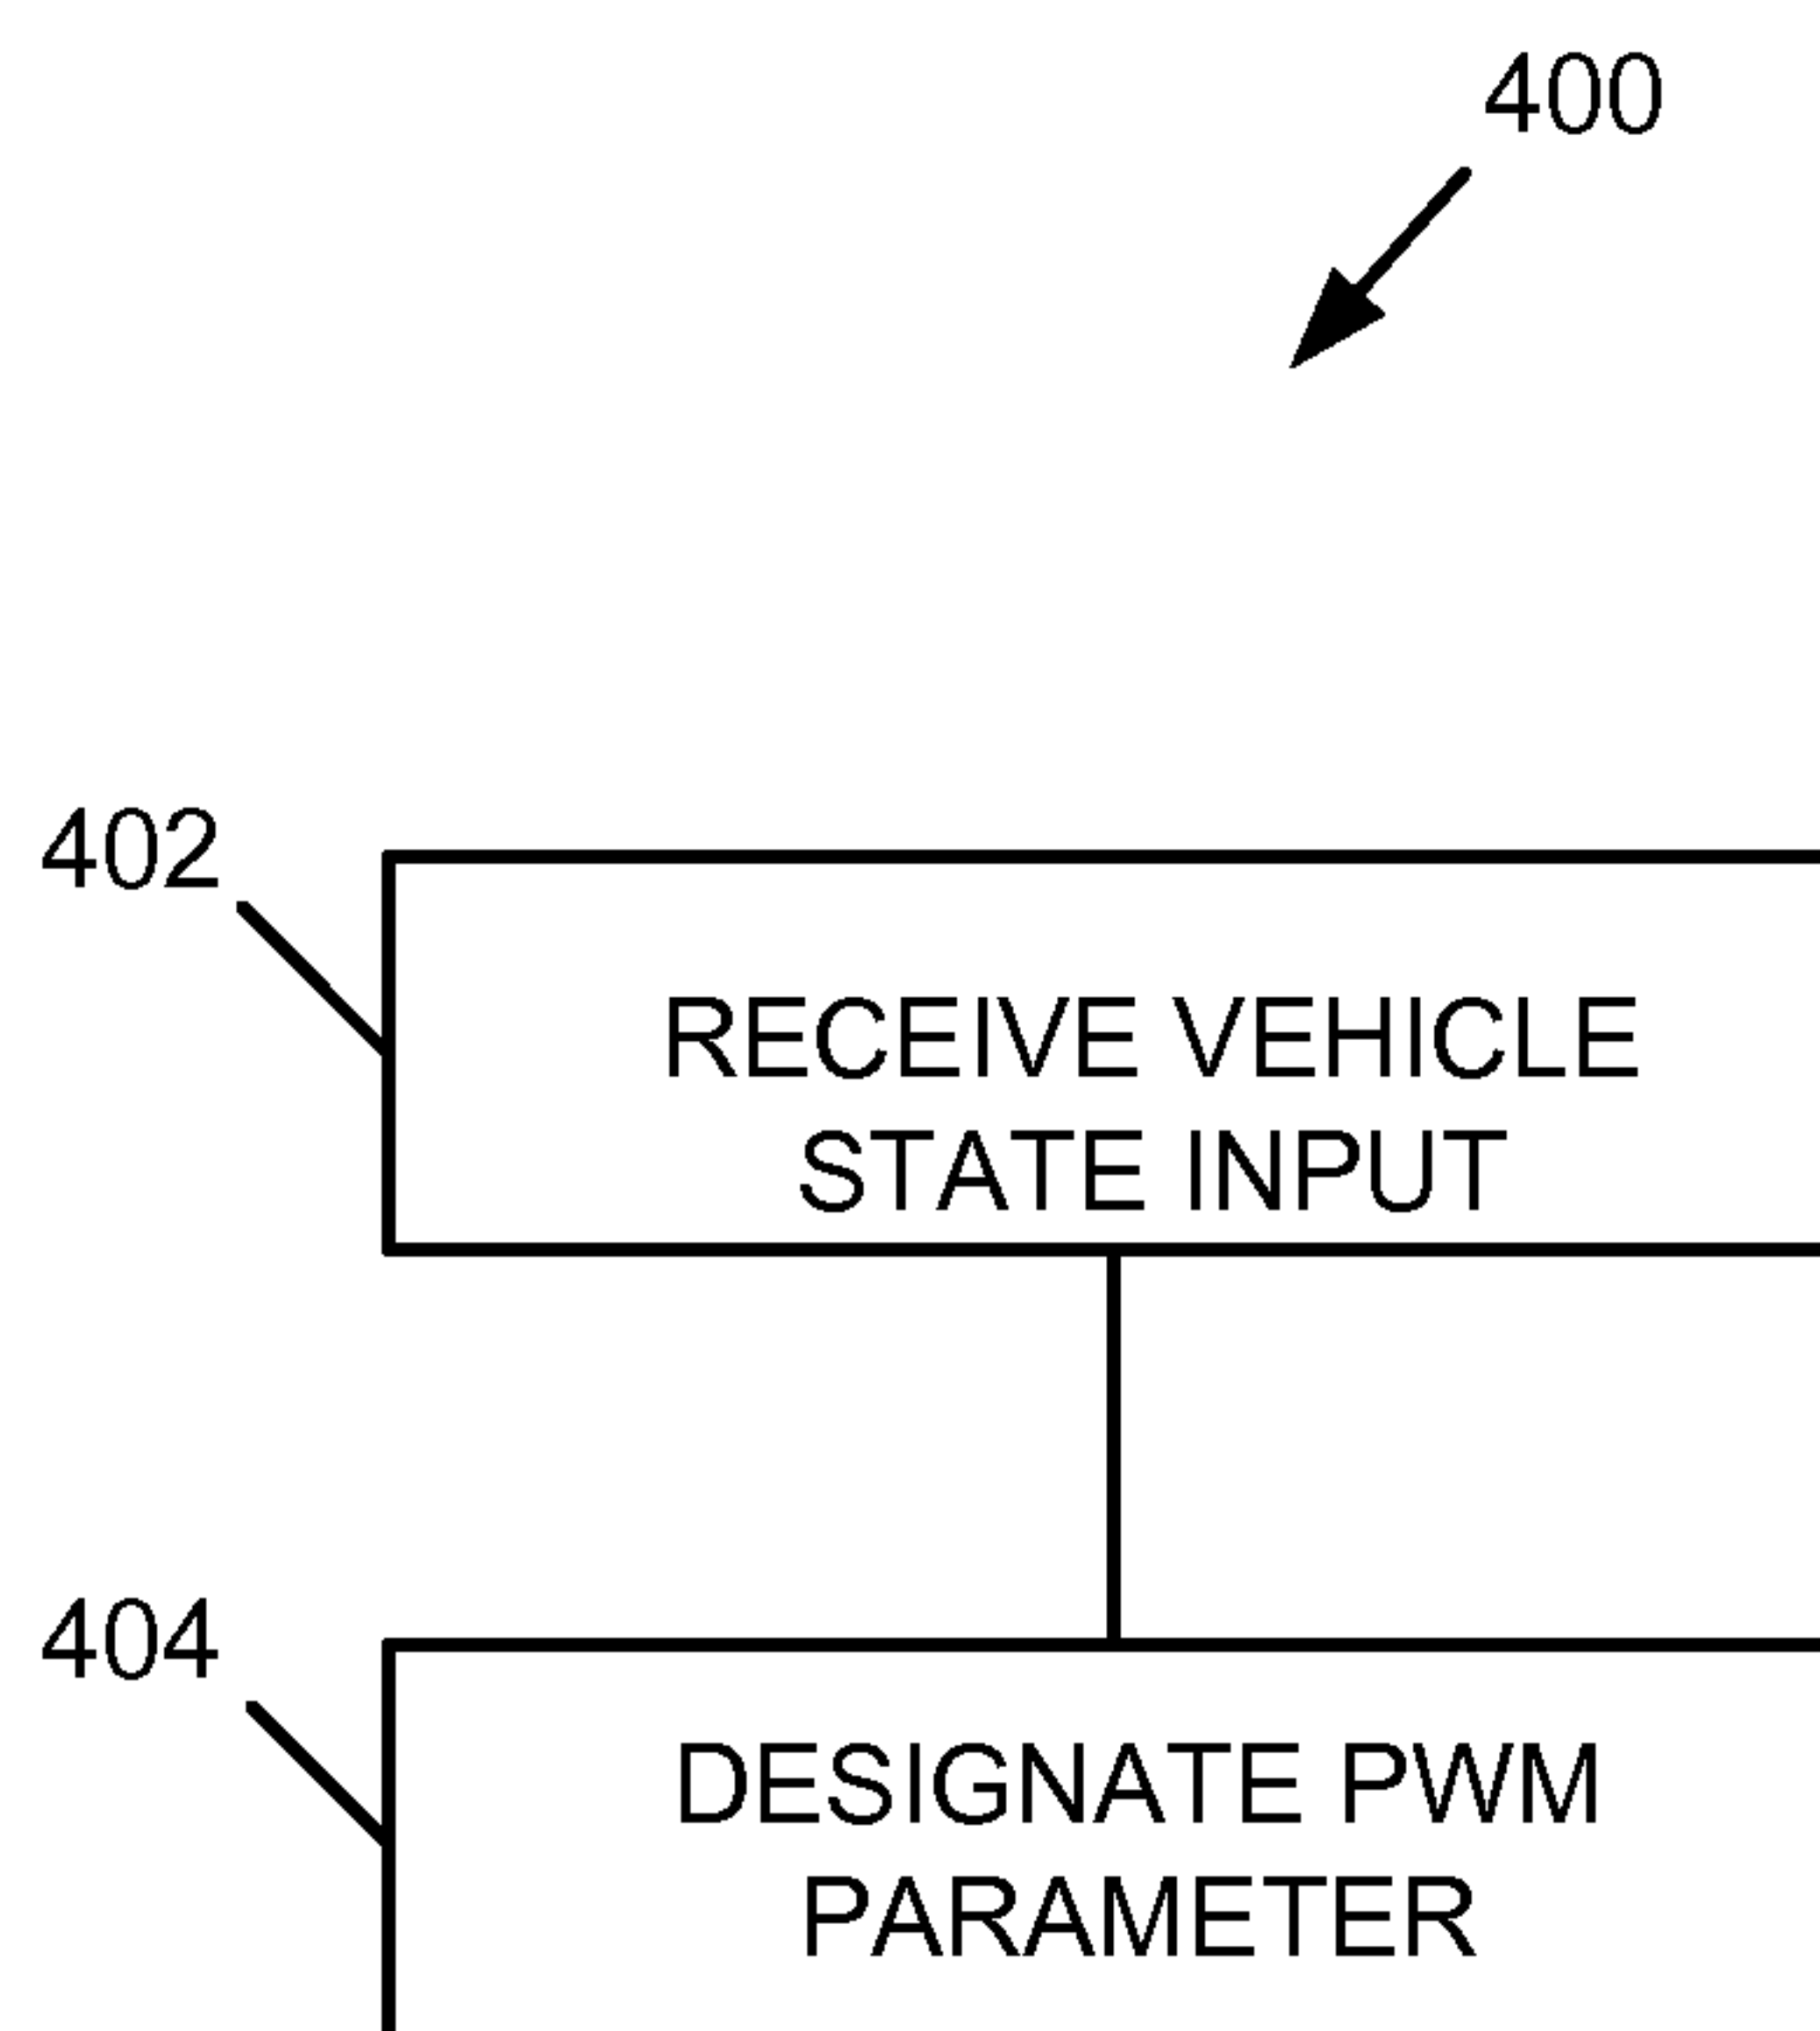 400
402
RECEIVE VEHICLE
STATE INPUT
404
DESIGNATE PWM
PARAMETER